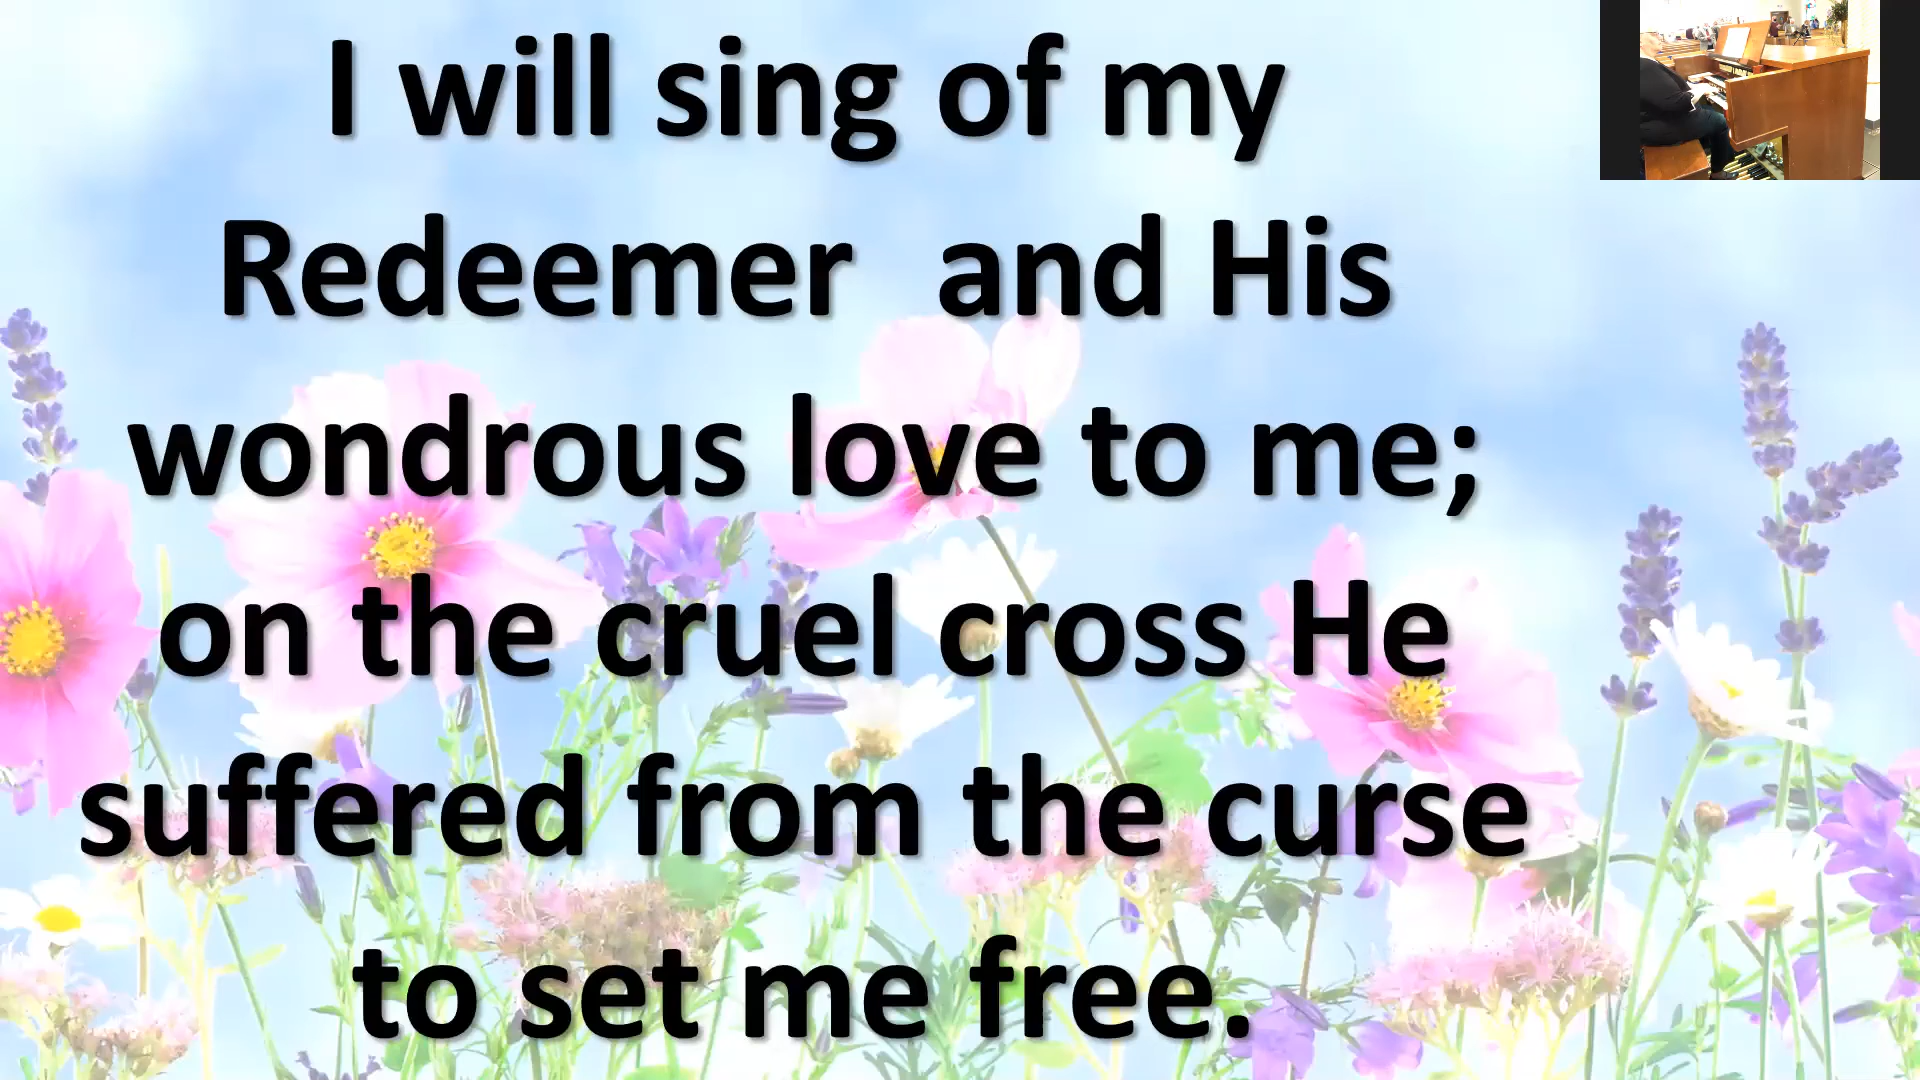 I will sing of my
Redeemer  and His
wondrous love to me;
on the cruel cross He
suffered from the curse
to set me free.